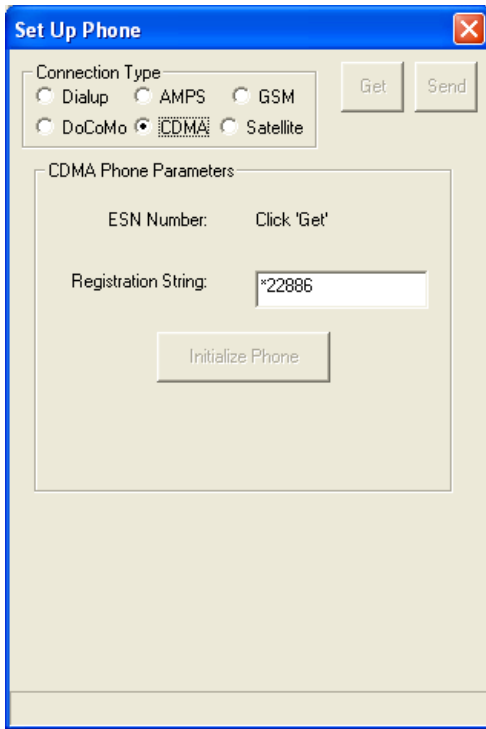 Set Up Phone
Connection Type
Dialup AMPS GSM
DoCoMo CDMA Satellite
Get Send
CDMA Phone Parameters
ESN Number: Click 'Get'
Registration String: *22886
Initialize Phone